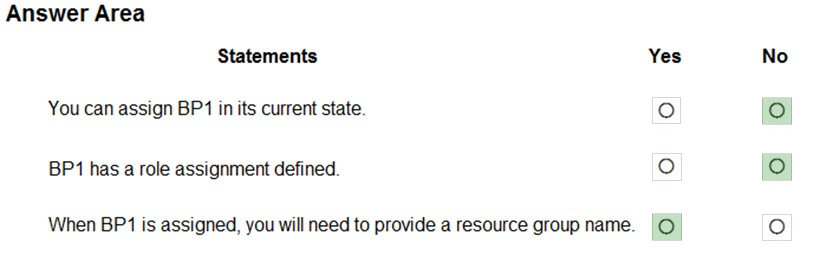 Answer Area
Statements Yes No
You can assign BP1 in its current state.
BP1 has a role assignment defined.
When BP1 is assigned, you will need to provide a resource group name.